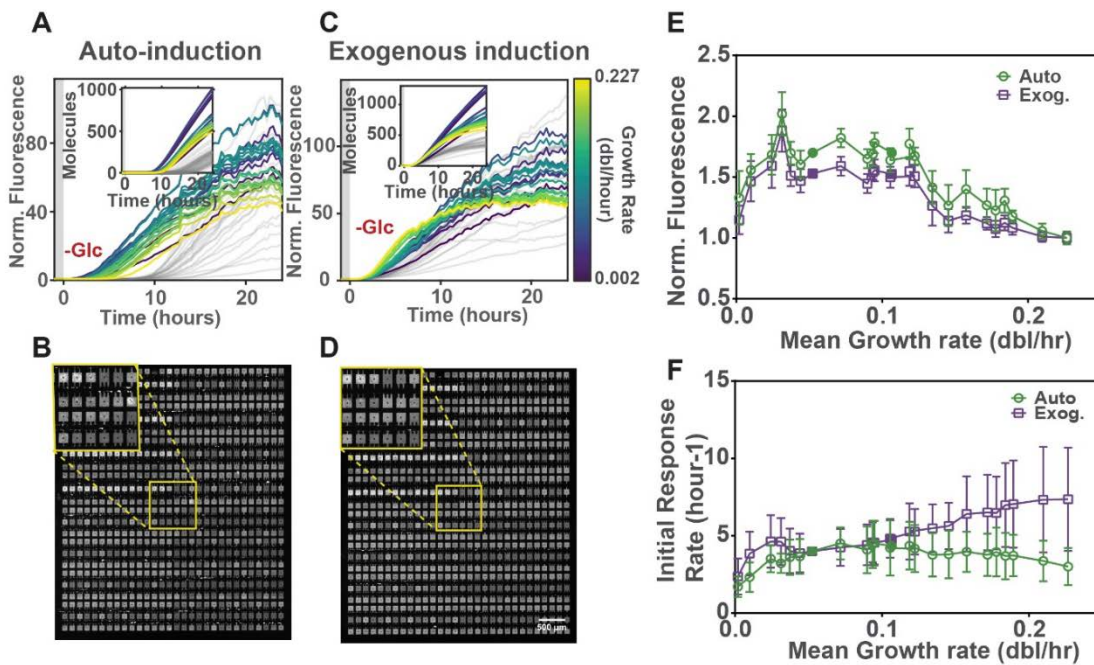 A
Auto-induction
Norm. Fluorescence
80
40
0
Molecules
1000
500
0
0 10 20
Time (hours)
-Glc
0 10 20
Time (hours)
C
Exogenous induction
Norm. Fluorescence
100
50
0
Molecules
1000
500
0
0 10 20
Time (hours)
-Glc
0 10 20
Time (hours)
0.227
Growth Rate
(dbl/hour)
0.002
B
D
500 µm
E
Norm. Fluorescence
2.5
2.0
1.5
1.0
0.5
Auto
Exog.
0.0 0.1 0.2
Mean Growth rate (dbl/hr)
F
Initial Response
Rate (hour-1)
15
10
5
0
Auto
Exog.
0.0 0.1 0.2
Mean Growth rate (dbl/hr)